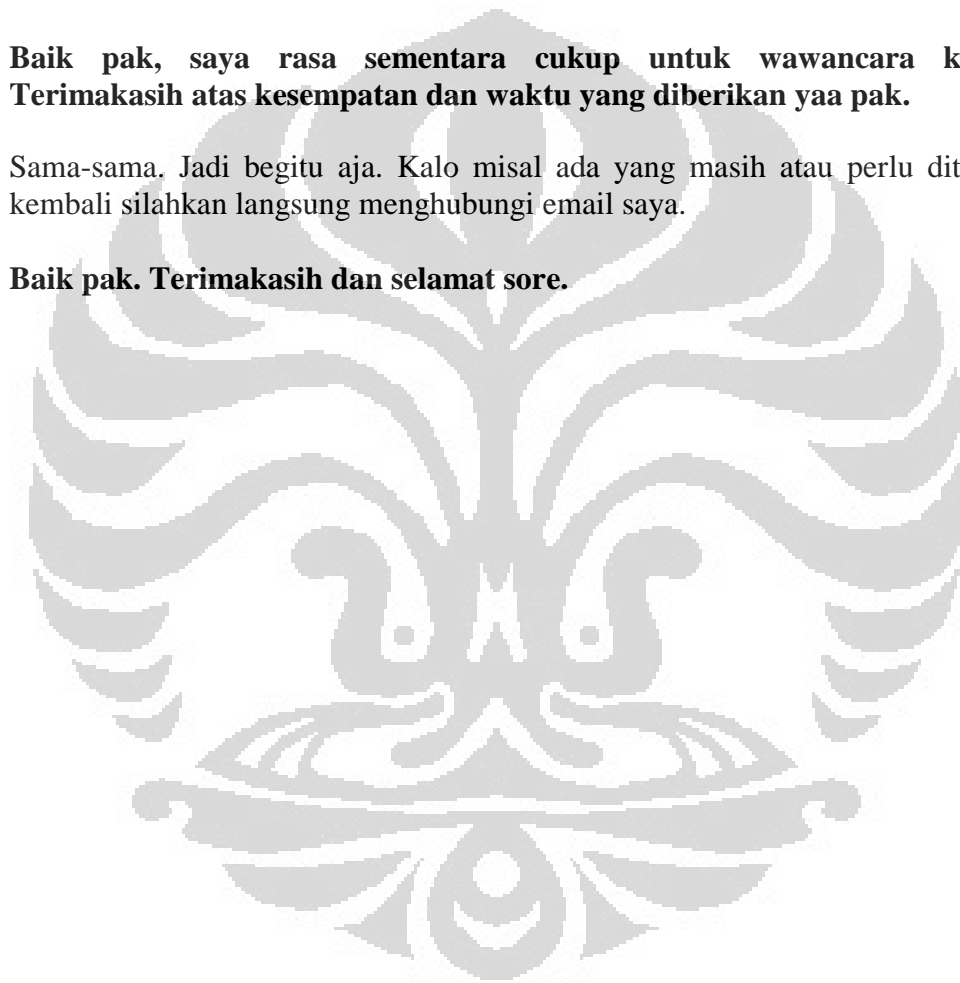 Baik pak, saya rasa sementara cukup untuk wawancara k
Terimakasih atas kesempatan dan waktu yang diberikan yaa pak.
Sama-sama. Jadi begitu aja. Kalo misal ada yang masih atau perlu dit
kembali silahkan langsung menghubungi email saya.
Baik pak. Terimakasih dan selamat sore.